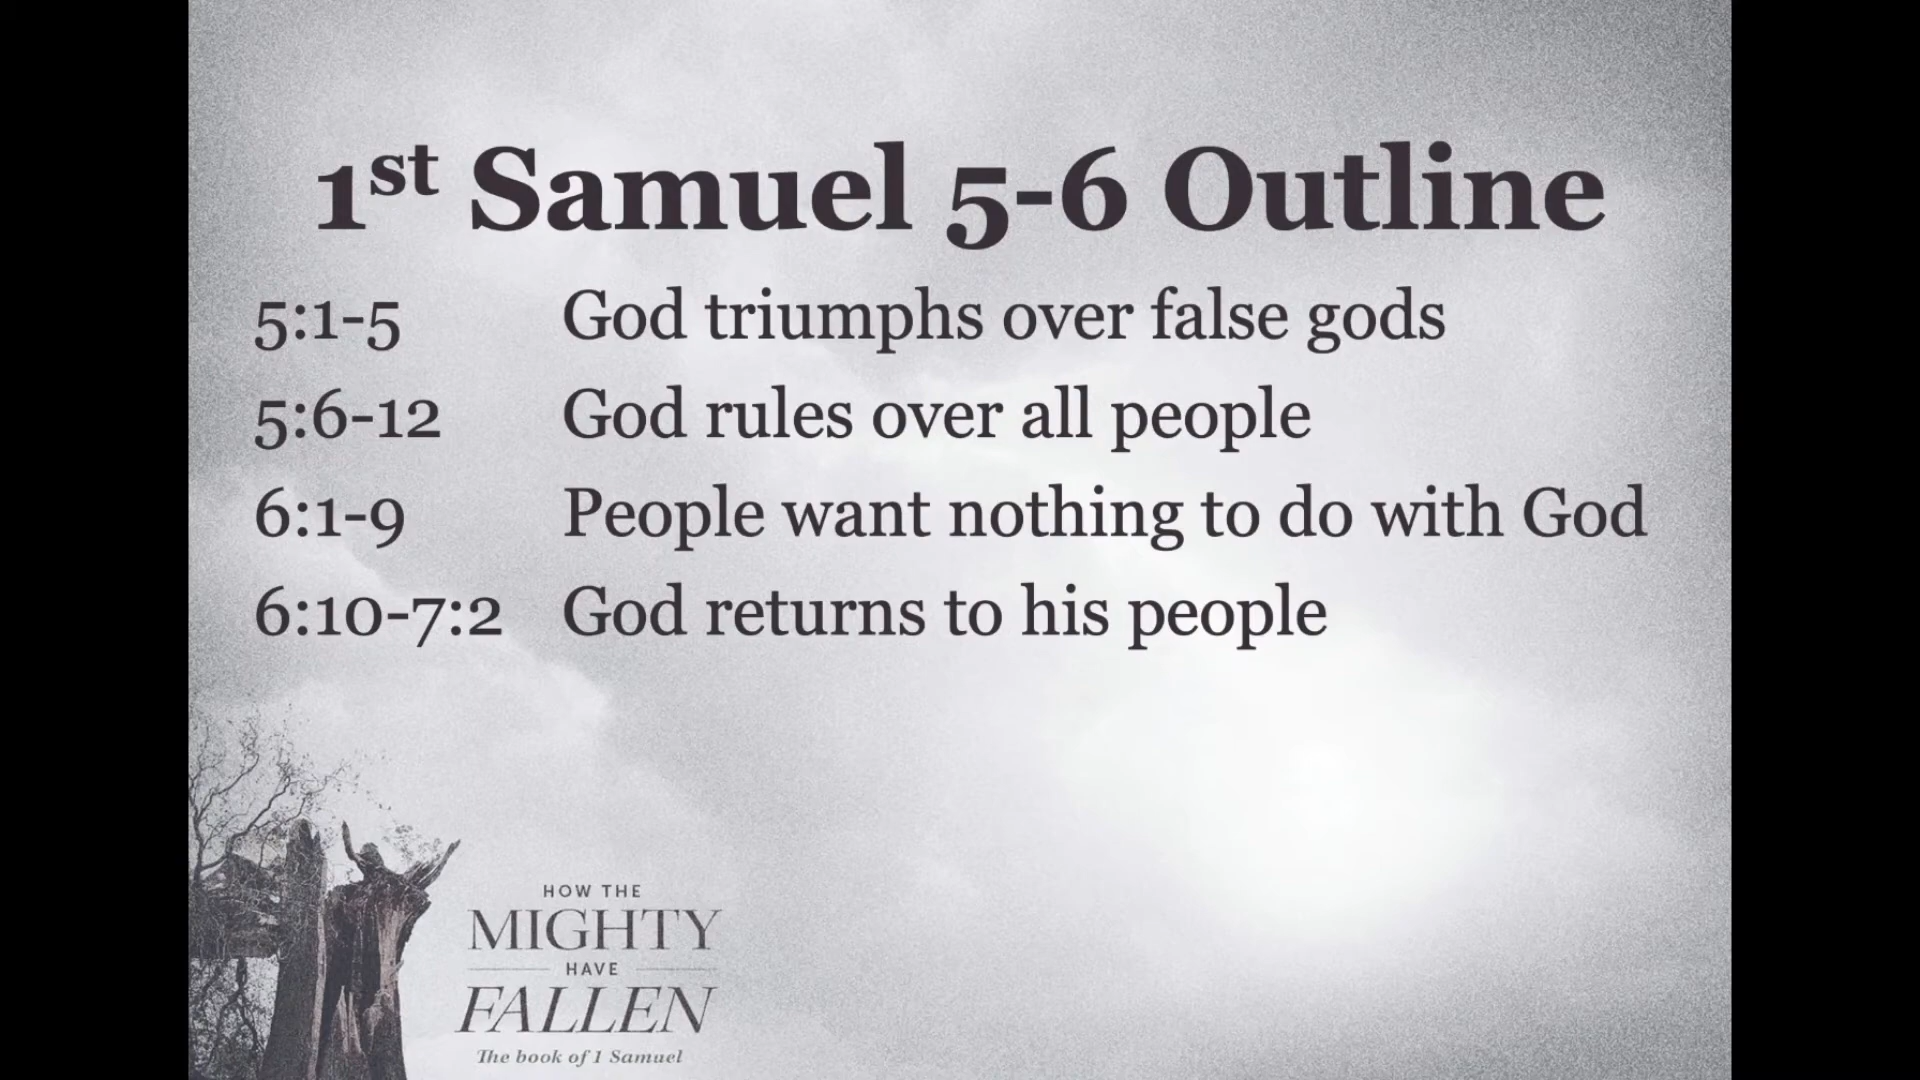 1st Samuel 5-6 Outline
5:1-5 God triumphs over false gods
5:6-12 God rules over all people
6:1-9 People want nothing to do with God
6:10-7:2 God returns to his people
HOW THE
MIGHTY
HAVE
FALLEN
The book of 1 Samuel